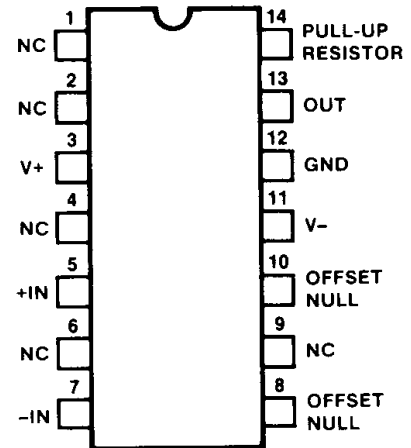 1
NC
2
NC
3
V+
4
NC
5
+IN
6
NC
7
−IN
14
PULL-UP
RESISTOR
13
OUT
12
GND
11
V−
10
OFFSET
NULL
9
NC
8
OFFSET
NULL